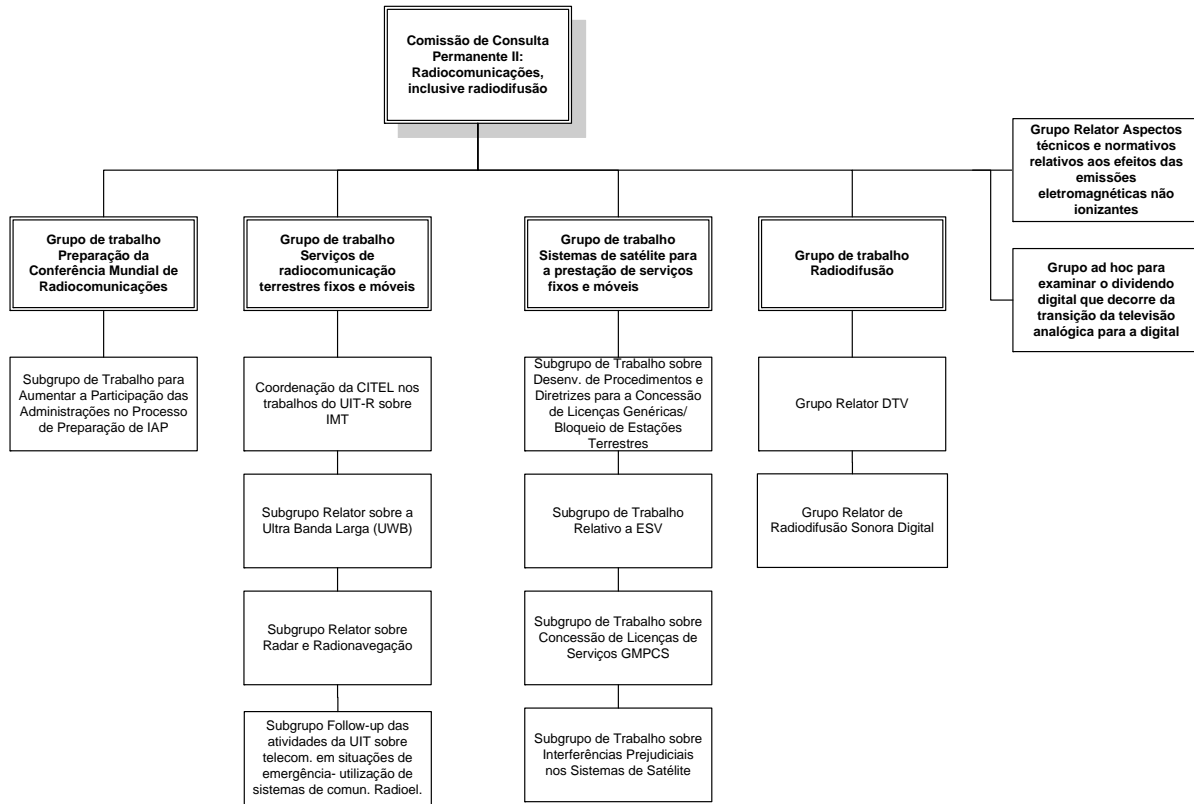 Comissão de Consulta
Permanente II:
Radiocomunicações,
inclusive radiodifusão
Grupo Relator Aspectos
técnicos e normativos
relativos aos efeitos das
emissões
eletromagnéticas não
ionizantes
Grupo ad hoc para
examinar o dividendo
digital que decorre da
transição da televisão
analógica para a digital
Grupo de trabalho
Preparação da
Conferência Mundial de
Radiocomunicações
Subgrupo de Trabalho para
Aumentar a Participação das
Administrações no Processo
de Preparação de IAP
Grupo de trabalho
Serviços de
radiocomunicação
terrestres fixos e móveis
Coordenação da CITEL nos
trabalhos do UIT-R sobre
IMT
Subgrupo Relator sobre a
Ultra Banda Larga (UWB)
Subgrupo Relator sobre
Radar e Radionavegação
Subgrupo Follow-up das
atividades da UIT sobre
telecom. em situações de
emergência- utilização de
sistemas de comun. Radioel.
Grupo de trabalho
Sistemas de satélite para
a prestação de serviços
fixos e móveis
Subgrupo de Trabalho sobre
Desenv. de Procedimentos e
Diretrizes para a Concessão
de Licenças Genéricas/
Bloqueio de Estações
Terrestres
Subgrupo de Trabalho
Relativo a ESV
Subgrupo de Trabalho sobre
Concessão de Licenças de
Serviços GMPCS
Subgrupo de Trabalho sobre
Interferências Prejudiciais
nos Sistemas de Satélite
Grupo de trabalho
Radiodifusão
Grupo Relator DTV
Grupo Relator de
Radiodifusão Sonora Digital